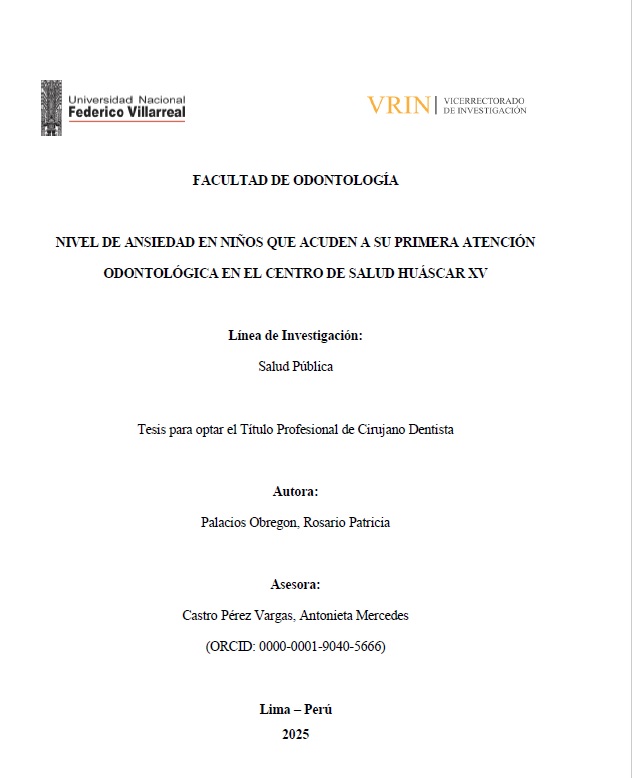 Universidad Nacional
Federico Villarreal
VRIN | VICERRECTORADO
DE INVESTIGACIÓN
FACULTAD DE ODONTOLOGÍA
NIVEL DE ANSIEDAD EN NIÑOS QUE ACUDEN A SU PRIMERA ATENCIÓN
ODONTOLÓGICA EN EL CENTRO DE SALUD HUÁSCAR XV
Línea de Investigación:
Salud Pública
Tesis para optar el Título Profesional de Cirujano Dentista
Autora:
Palacios Obregon, Rosario Patricia
Asesora:
Castro Pérez Vargas, Antonieta Mercedes
(ORCID: 0000-0001-9040-5666)
Lima – Perú
2025